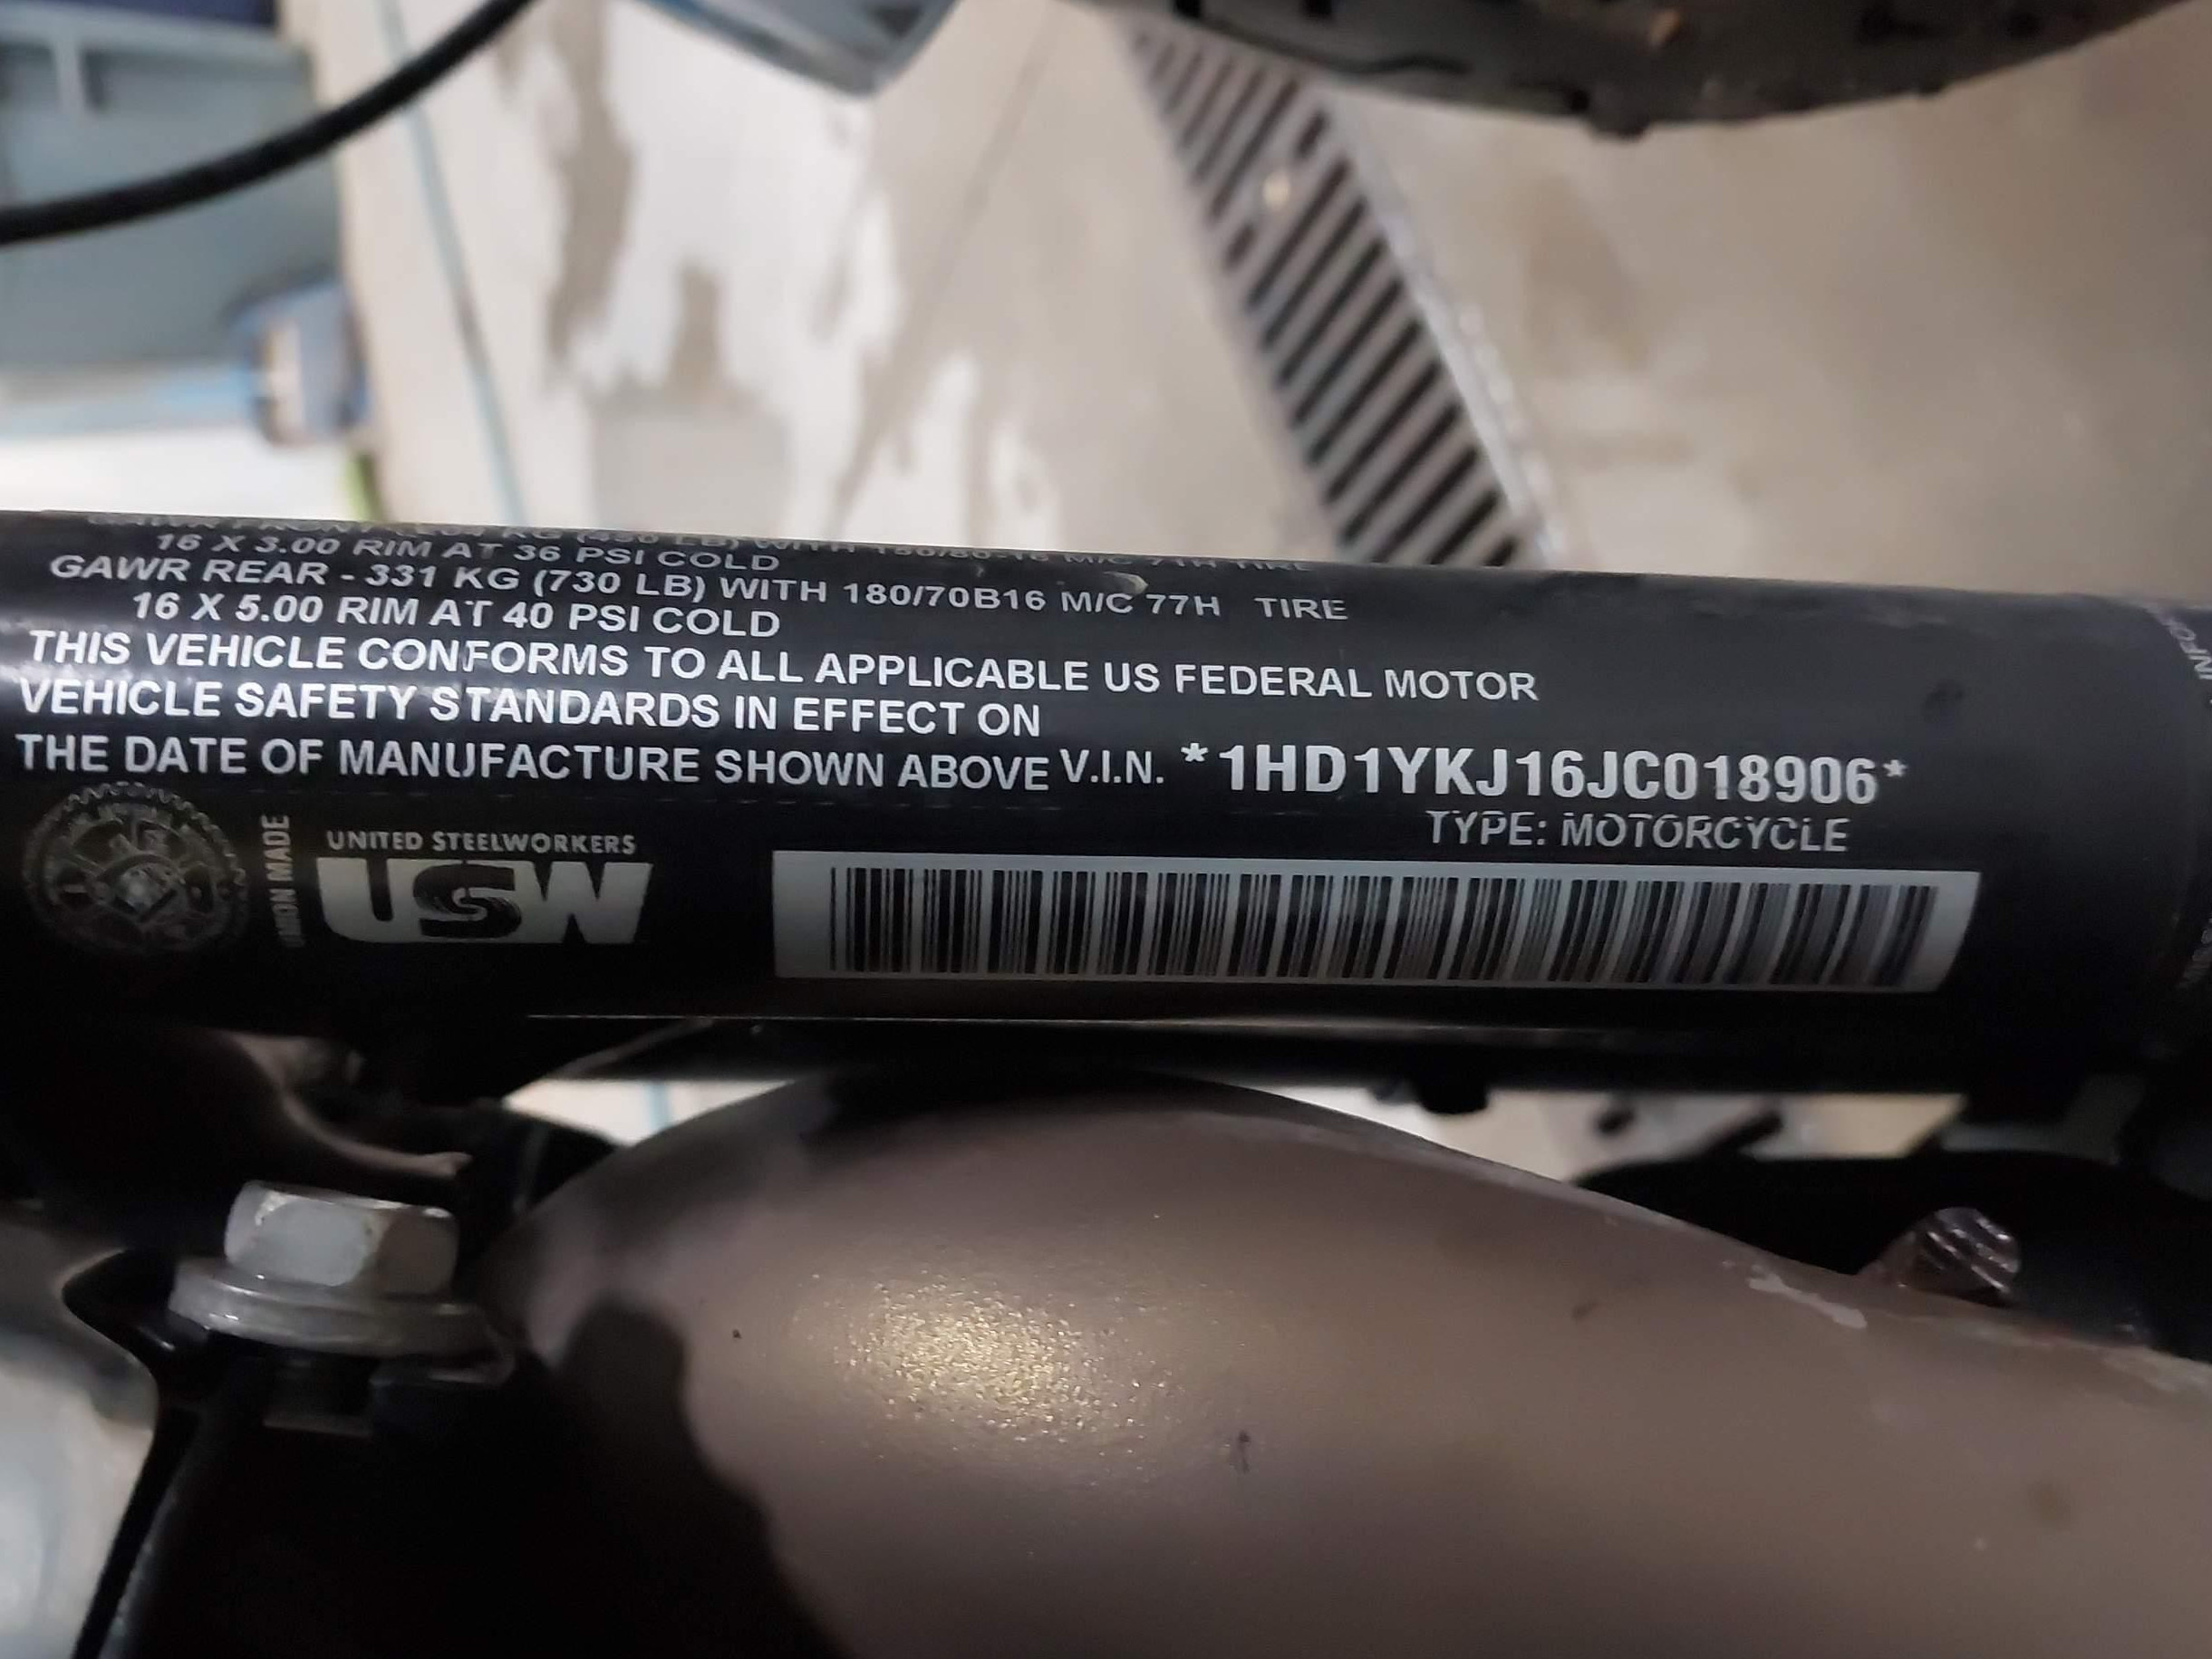 16 X 3.00 RIM AT 36 PSI COLD
GAWR REAR - 331 KG (730 LB) WITH 180/70B16 M/C 77H TIRE
16 X 5.00 RIM AT 40 PSI COLD
THIS VEHICLE CONFORMS TO ALL APPLICABLE US FEDERAL MOTOR
VEHICLE SAFETY STANDARDS IN EFFECT ON
THE DATE OF MANUFACTURE SHOWN ABOVE V.I.N. *1HD1YKJ16JC018906*
TYPE: MOTORCYCLE
UNION MADE
UNITED STEELWORKERS
USW